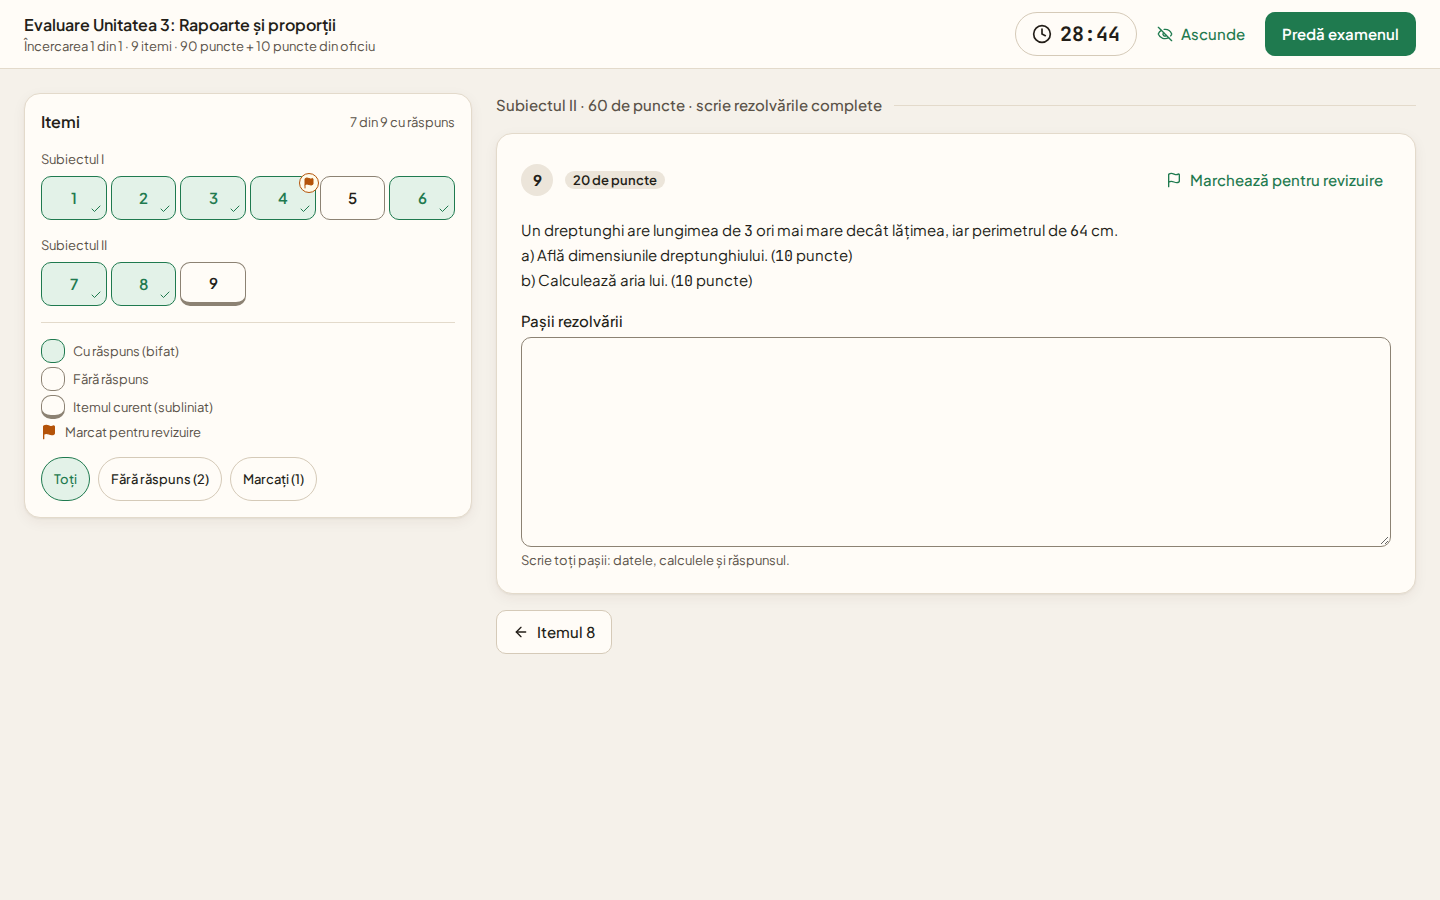 Evaluare Unitatea 3: Rapoarte și proporții
Încercarea 1 din 1 · 9 itemi · 90 puncte + 10 puncte din oficiu
28:44
Ascunde
Predă examenul
Itemi
7 din 9 cu răspuns
Subiectul I
1 2 3 4 5 6
Subiectul II
7 8 9
Cu răspuns (bifat)
Fără răspuns
Itemul curent (subliniat)
Marcat pentru revizuire
Toți
Fără răspuns (2)
Marcați (1)
Subiectul II · 60 de puncte · scrie rezolvările complete
9
20 de puncte
Marchează pentru revizuire
Un dreptunghi are lungimea de 3 ori mai mare decât lățimea, iar perimetrul de 64 cm.
a) Află dimensiunile dreptunghiului. (10 puncte)
b) Calculează aria lui. (10 puncte)
Pașii rezolvării
Scrie toți pașii: datele, calculele și răspunsul.
Itemul 8